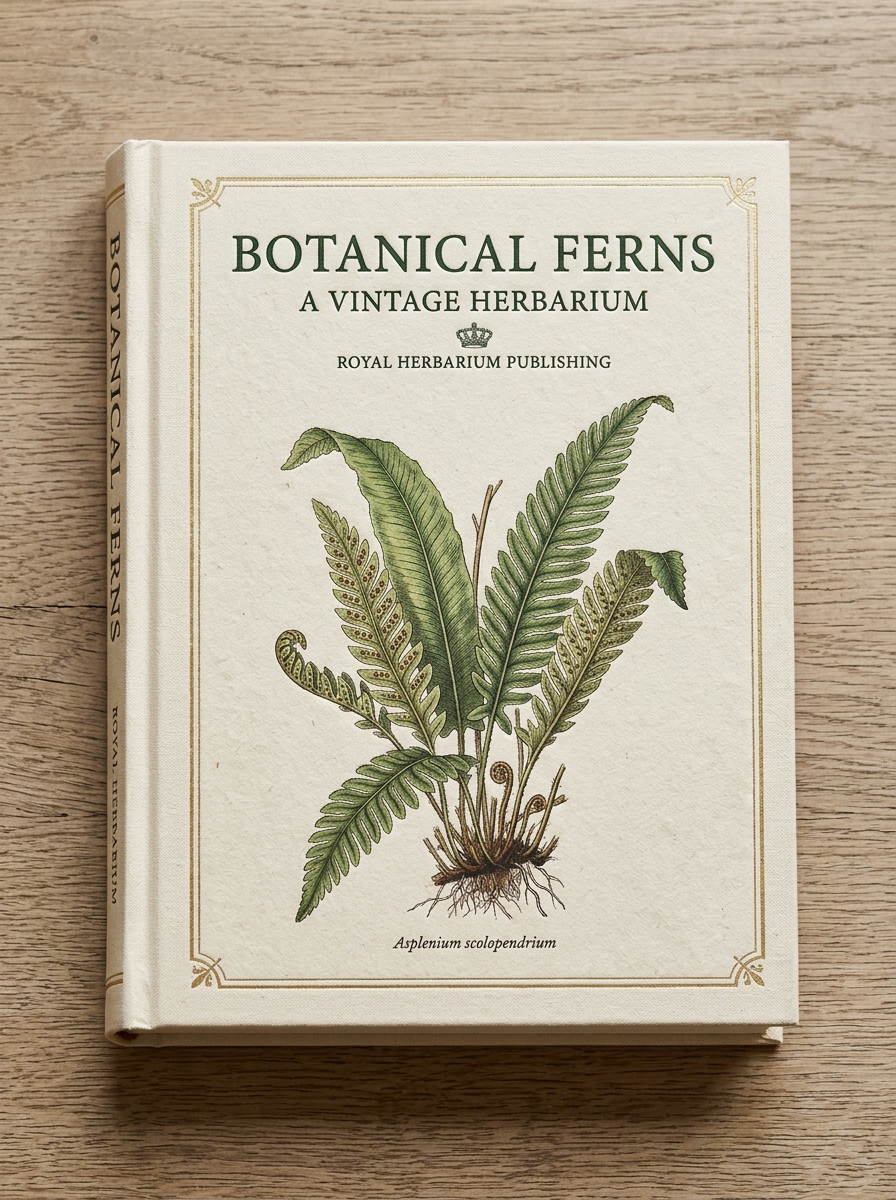 BOTANICAL FERNS
A VINTAGE HERBARIUM
ROYAL HERBARIUM PUBLISHING
Asplenium scolopendrium
BOTANICAL FERNS
ROYAL HERBARIUM